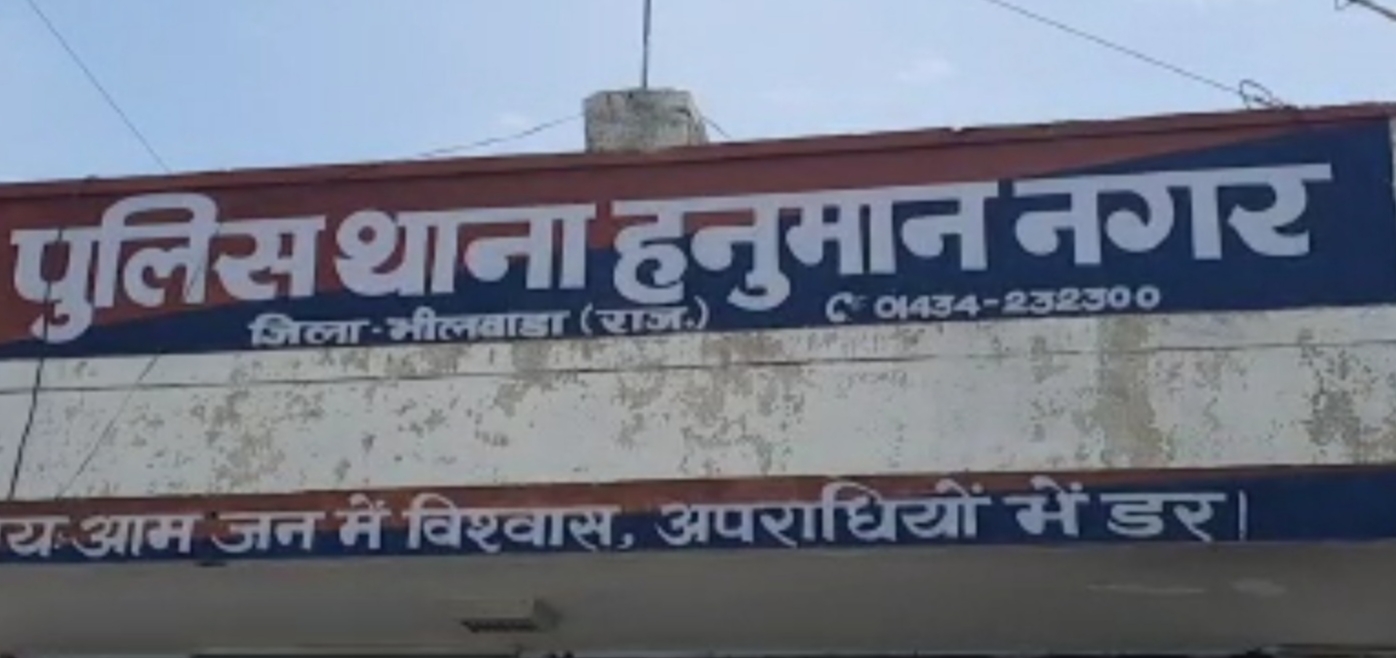 पुलिस थाना हनुमान नगर
जिला - भीलवाडा (राज.) 01434-232300
आम जन में विश्वास, अपराधियों में डर।